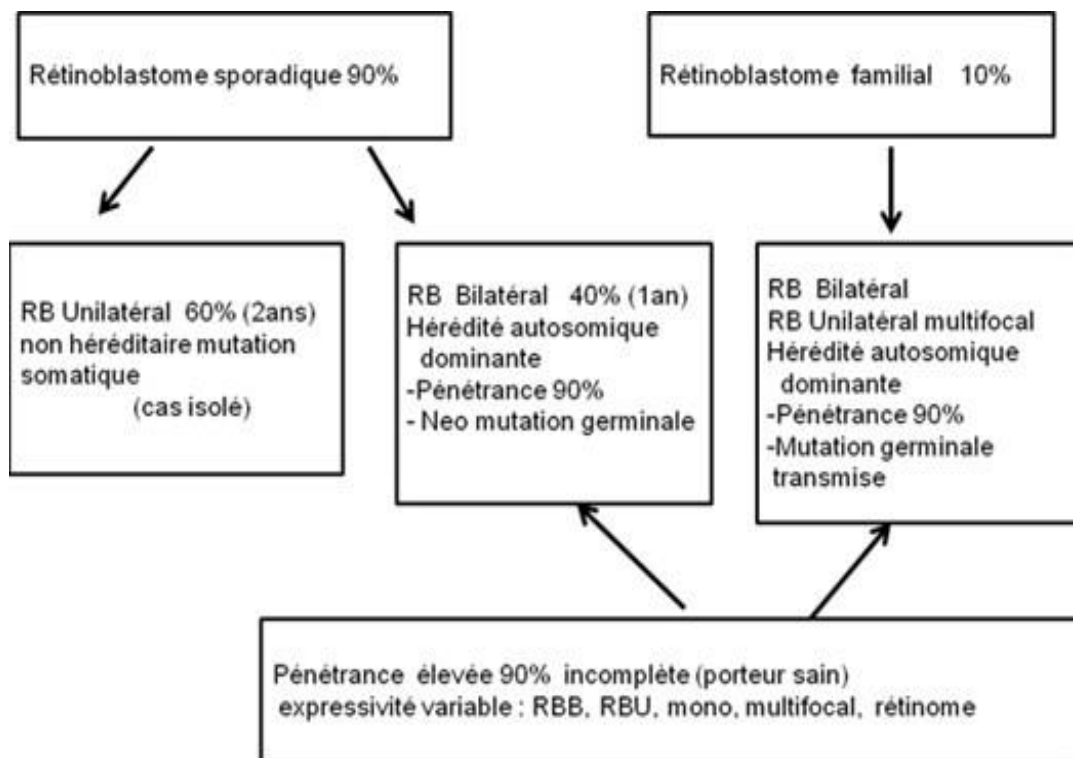 Rétinoblastome sporadique 90%
Rétinoblastome familial 10%
RB Unilatéral 60% (2ans)
non héréditaire mutation
somatique
(cas isolé)
RB Bilatéral 40% (1an)
Hérédité autosomique
dominante
-Pénétrance 90%
- Neo mutation germinale
RB Bilatéral
RB Unilatéral multifocal
Hérédité autosomique
dominante
-Pénétrance 90%
-Mutation germinale
transmise
Pénétrance élevée 90% incomplète (porteur sain)
expressivité variable : RBB, RBU, mono, multifocal, rétinome